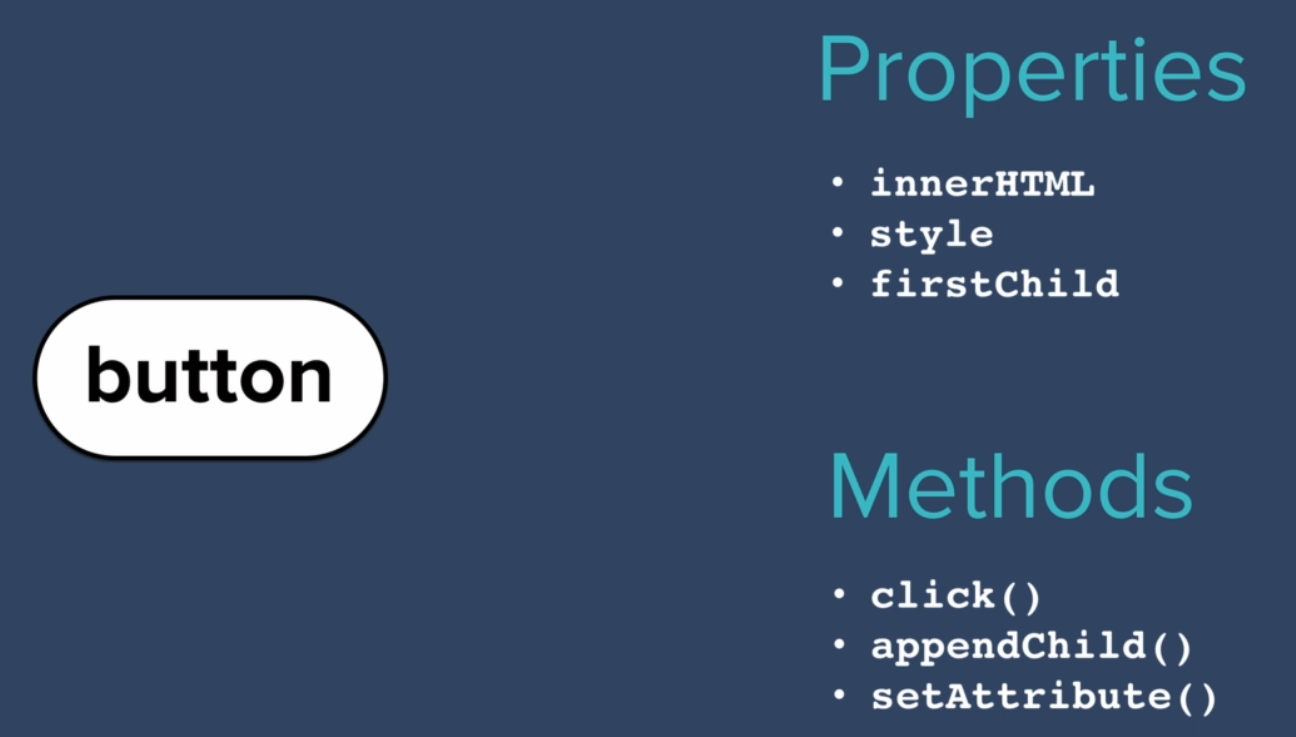 Properties
• innerHTML
• style
• firstChild
button
Methods
• click()
• appendChild()
• setAttribute()